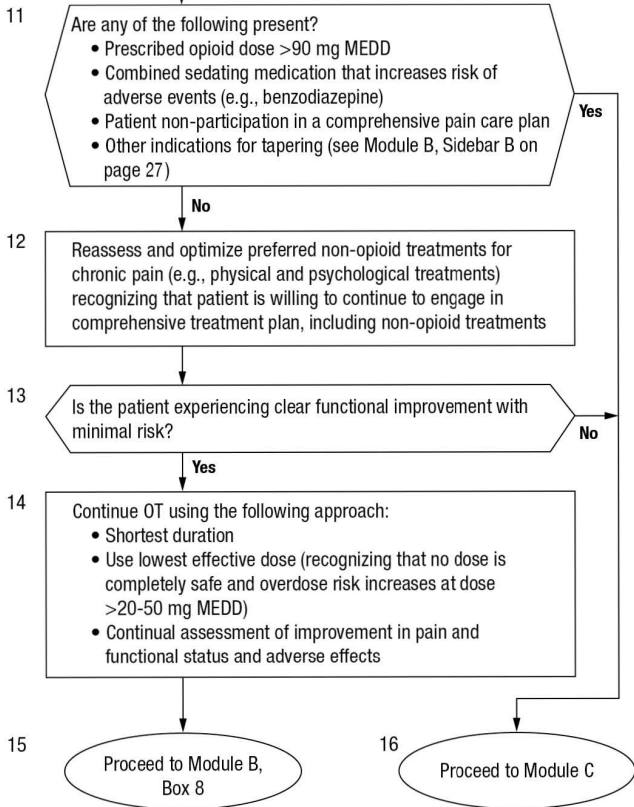 11
Are any of the following present?
• Prescribed opioid dose >90 mg MEDD
• Combined sedating medication that increases risk of
adverse events (e.g., benzodiazepine)
• Patient non-participation in a comprehensive pain care plan
• Other indications for tapering (see Module B, Sidebar B on
page 27)
Yes
No
12
Reassess and optimize preferred non-opioid treatments for
chronic pain (e.g., physical and psychological treatments)
recognizing that patient is willing to continue to engage in
comprehensive treatment plan, including non-opioid treatments
13
Is the patient experiencing clear functional improvement with
minimal risk?
No
Yes
14
Continue OT using the following approach:
• Shortest duration
• Use lowest effective dose (recognizing that no dose is
completely safe and overdose risk increases at dose
>20-50 mg MEDD)
• Continual assessment of improvement in pain and
functional status and adverse effects
15
Proceed to Module B,
Box 8
16
Proceed to Module C